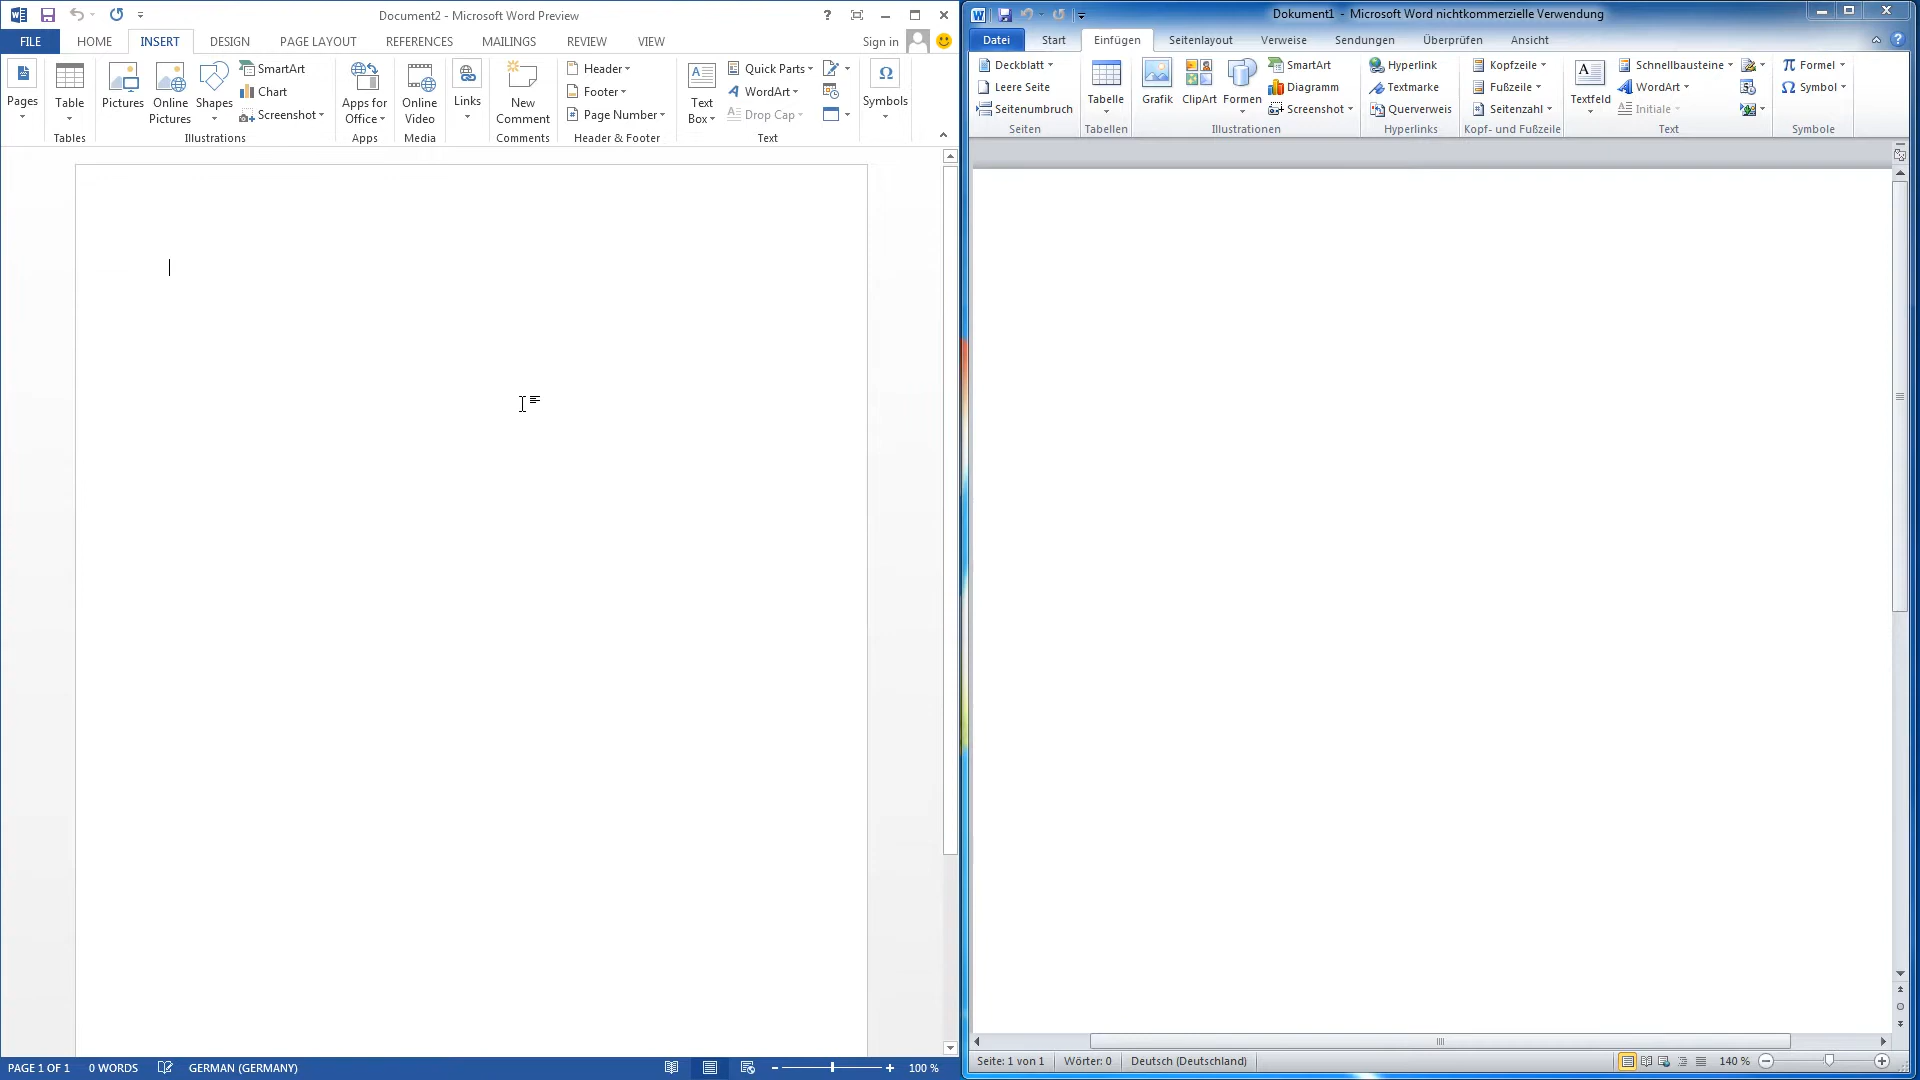 Document2 - Microsoft Word Preview
FILE HOME INSERT DESIGN PAGE LAYOUT REFERENCES MAILINGS REVIEW VIEW Sign in
Pages
Table
Tables
Pictures
Online Pictures
Shapes
SmartArt
Chart
Screenshot
Illustrations
Apps for Office
Apps
Online Video
Media
Links
New Comment
Comments
Header
Footer
Page Number
Header & Footer
Text Box
Quick Parts
WordArt
Drop Cap
Text
Symbols
PAGE 1 OF 1 0 WORDS GERMAN (GERMANY) 100 %
Dokument1 - Microsoft Word nichtkommerzielle Verwendung
Datei Start Einfügen Seitenlayout Verweise Sendungen Überprüfen Ansicht
Deckblatt
Leere Seite
Seitenumbruch
Seiten
Tabelle
Tabellen
Grafik
ClipArt
Formen
SmartArt
Diagramm
Screenshot
Illustrationen
Hyperlink
Textmarke
Querverweis
Hyperlinks
Kopfzeile
Fußzeile
Seitenzahl
Kopf- und Fußzeile
Textfeld
Schnellbausteine
WordArt
Initiale
Text
Formel
Symbol
Symbole
Seite: 1 von 1 Wörter: 0 Deutsch (Deutschland) 140 %